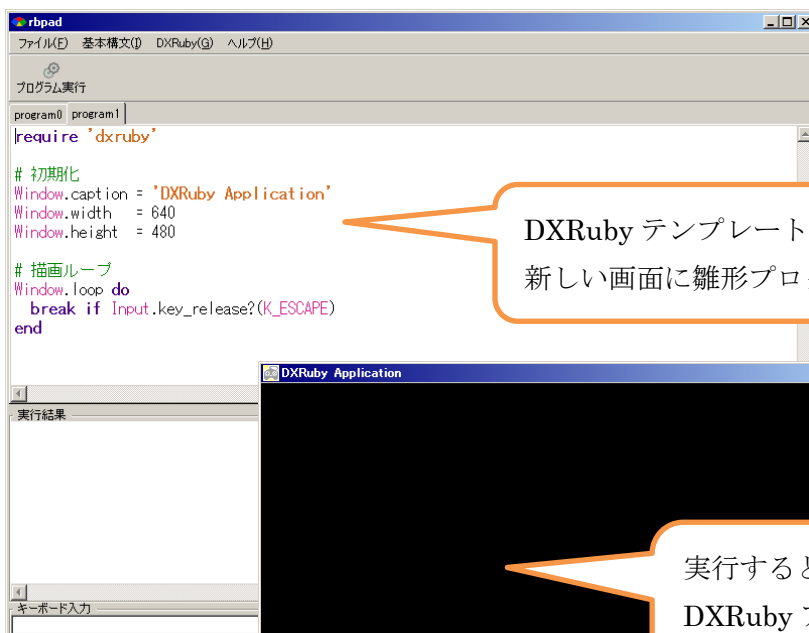 rbpad
ファイル(F) 基本構文(I) DXRuby(G) ヘルプ(H)
プログラム実行
program0 program1
require 'dxruby'
# 初期化
Window.caption = 'DXRuby Application'
Window.width = 640
Window.height = 480
# 描画ループ
Window.loop do
break if Input.key_release?(K_ESCAPE)
end
DXRuby テンプレート
新しい画面に雛形プロ
DXRuby Application
実行結果
実行すると
DXRuby
キーボード入力